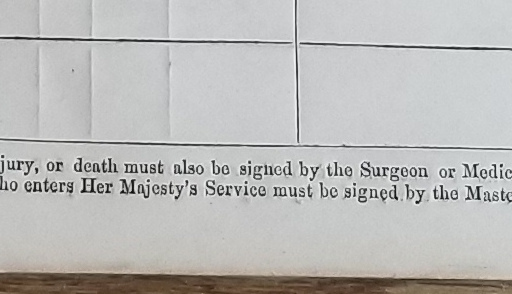 jury, or death must also be signed by the Surgeon or Medic
ho enters Her Majesty's Service must be signed by the Maste